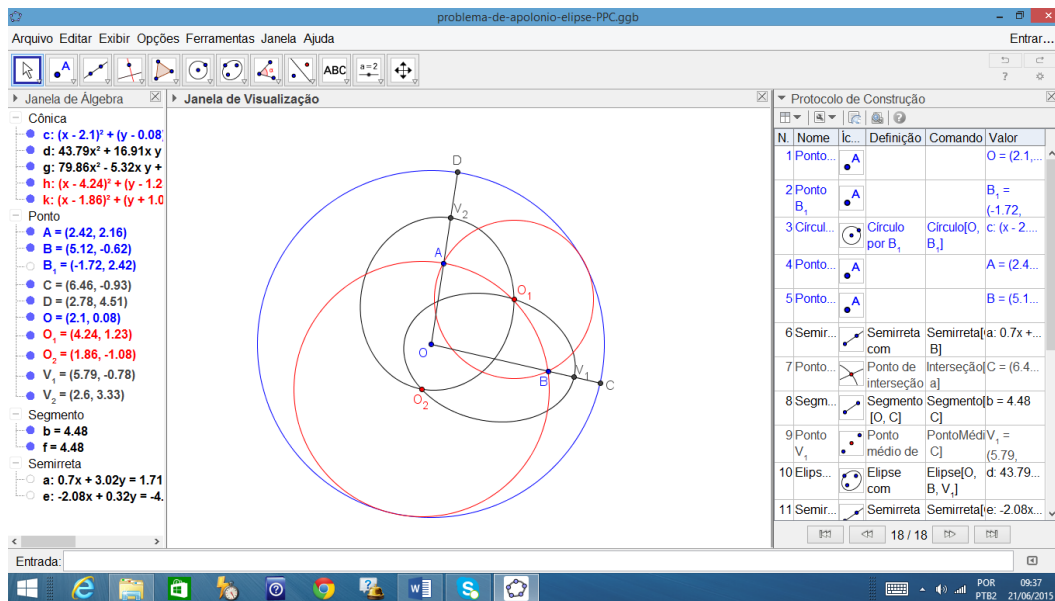 problema-de-apolonio-elipse-PPC.ggb
Arquivo Editar Exibir Opções Ferramentas Janela Ajuda
Entrar...
A
ABC
a=2
?
Janela de Álgebra
Cônica
c: (x - 2.1)² + (y - 0.08)
d: 43.79x² + 16.91x y
g: 79.86x² - 5.32x y +
h: (x - 4.24)² + (y - 1.2
k: (x - 1.86)² + (y + 1.0
Ponto
A = (2.42, 2.16)
B = (5.12, -0.62)
B₁ = (-1.72, 2.42)
C = (6.46, -0.93)
D = (2.78, 4.51)
O = (2.1, 0.08)
O₁ = (4.24, 1.23)
O₂ = (1.86, -1.08)
V₁ = (5.79, -0.78)
V₂ = (2.6, 3.33)
Segmento
b = 4.48
f = 4.48
Semirreta
a: 0.7x + 3.02y = 1.71
e: -2.08x + 0.32y = -4.
Janela de Visualização
D
V₂
A
O₁
O
V₁
B
C
O₂
Protocolo de Construção
N. Nome Íc... Definição Comando Valor
1 Ponto... A O = (2.1,...
2 Ponto B₁ A B₁ = (-1.72,
3 Círcul... Círculo por B₁ Círculo[O, B₁] c: (x - 2....
4 Ponto... A A = (2.4...
5 Ponto... A B = (5.1...
6 Semir... Semirreta com Semirreta[ B] a: 0.7x +...
7 Ponto... Ponto de interseção Interseção[ a] C = (6.4...
8 Segm... Segmento [O, C] Segmento[ C] b = 4.48
9 Ponto V₁ Ponto médio de PontoMédi C] V₁ = (5.79,
10 Elips... Elipse com Elipse[O, B, V₁] d: 43.79...
11 Semir... Semirreta Semirreta[ e: -2.08x...
18 / 18
Entrada:
POR 09:37
PTB2 21/06/2015